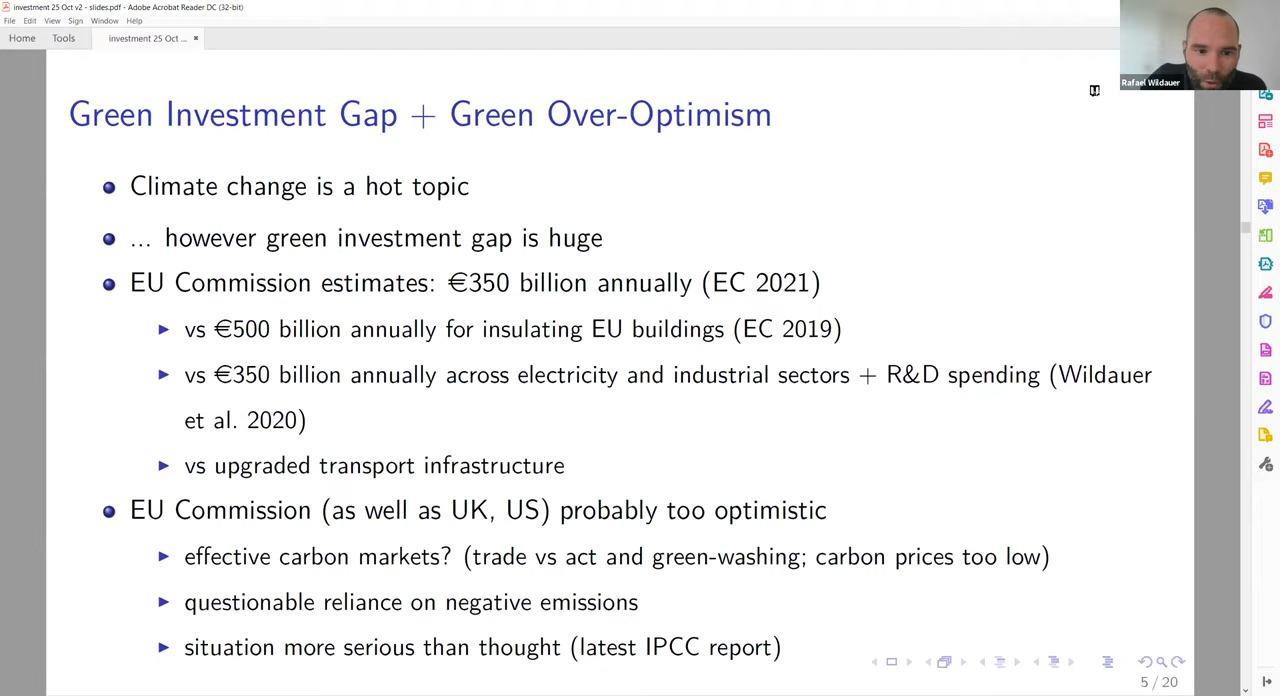 investment 25 Oct v2 - slides.pdf - Adobe Acrobat Reader DC (32-bit)
File Edit View Sign Window Help
Home Tools investment 25 Oct ... ×
Rafael Wildauer
Green Investment Gap + Green Over-Optimism
Climate change is a hot topic
... however green investment gap is huge
EU Commission estimates: €350 billion annually (EC 2021)
vs €500 billion annually for insulating EU buildings (EC 2019)
vs €350 billion annually across electricity and industrial sectors + R&D spending (Wildauer
et al. 2020)
vs upgraded transport infrastructure
EU Commission (as well as UK, US) probably too optimistic
effective carbon markets? (trade vs act and green-washing; carbon prices too low)
questionable reliance on negative emissions
situation more serious than thought (latest IPCC report)
5 / 20